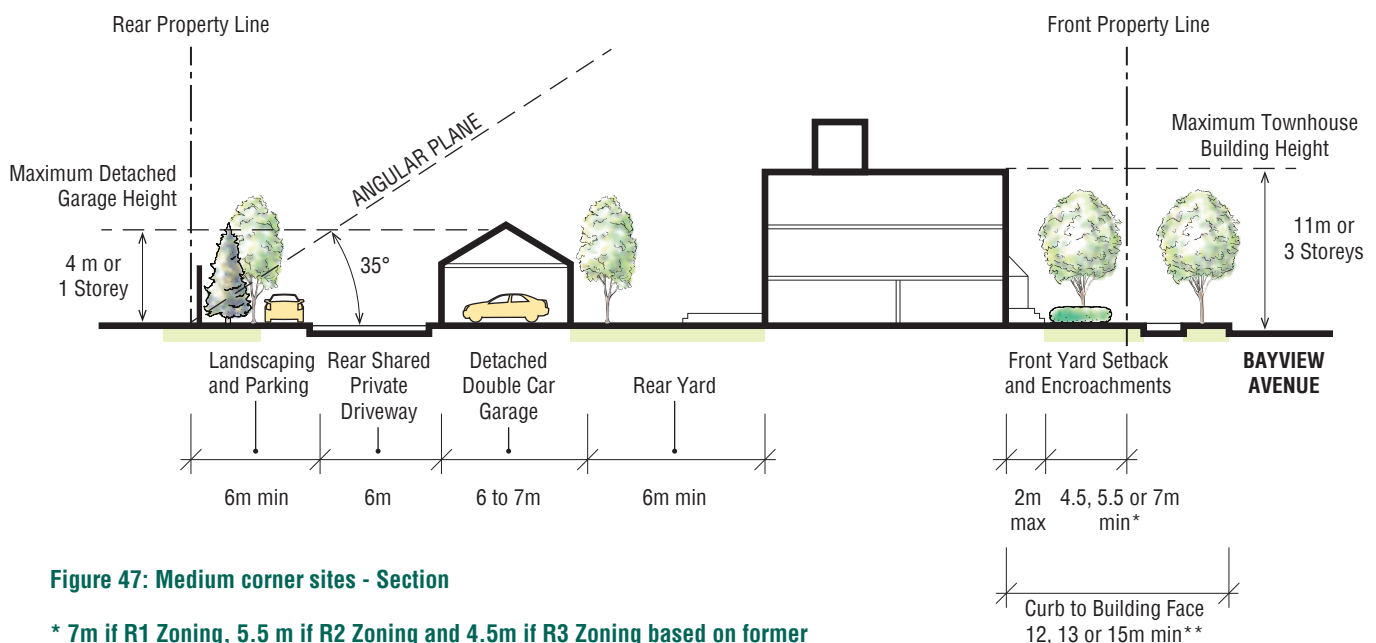 Rear Property Line
Front Property Line
Maximum Townhouse
Building Height
ANGULAR PLANE
Maximum Detached
Garage Height
4 m or
1 Storey
35°
11m or
3 Storeys
Landscaping
and Parking
Rear Shared
Private
Driveway
Detached
Double Car
Garage
Rear Yard
Front Yard Setback
and Encroachments
BAYVIEW
AVENUE
6m min
6m
6 to 7m
6m min
2m
max
4.5, 5.5 or 7m
min*
Curb to Building Face
12, 13 or 15m min**
Figure 47: Medium corner sites - Section
* 7m if R1 Zoning, 5.5 m if R2 Zoning and 4.5m if R3 Zoning based on former